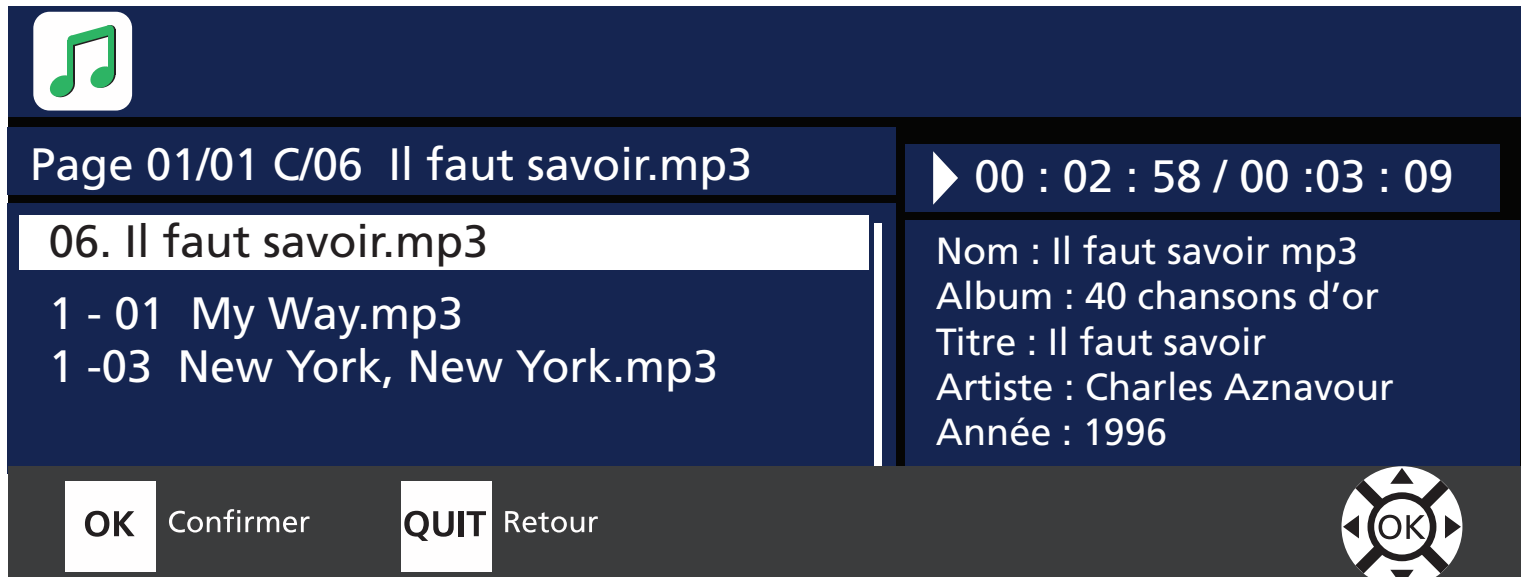 Page 01/01 C/06 Il faut savoir.mp3
00 : 02 : 58 / 00 :03 : 09
06. Il faut savoir.mp3
1 - 01 My Way.mp3
1 -03 New York, New York.mp3
Nom : Il faut savoir mp3
Album : 40 chansons d’or
Titre : Il faut savoir
Artiste : Charles Aznavour
Année : 1996
OK Confirmer
QUIT Retour
OK